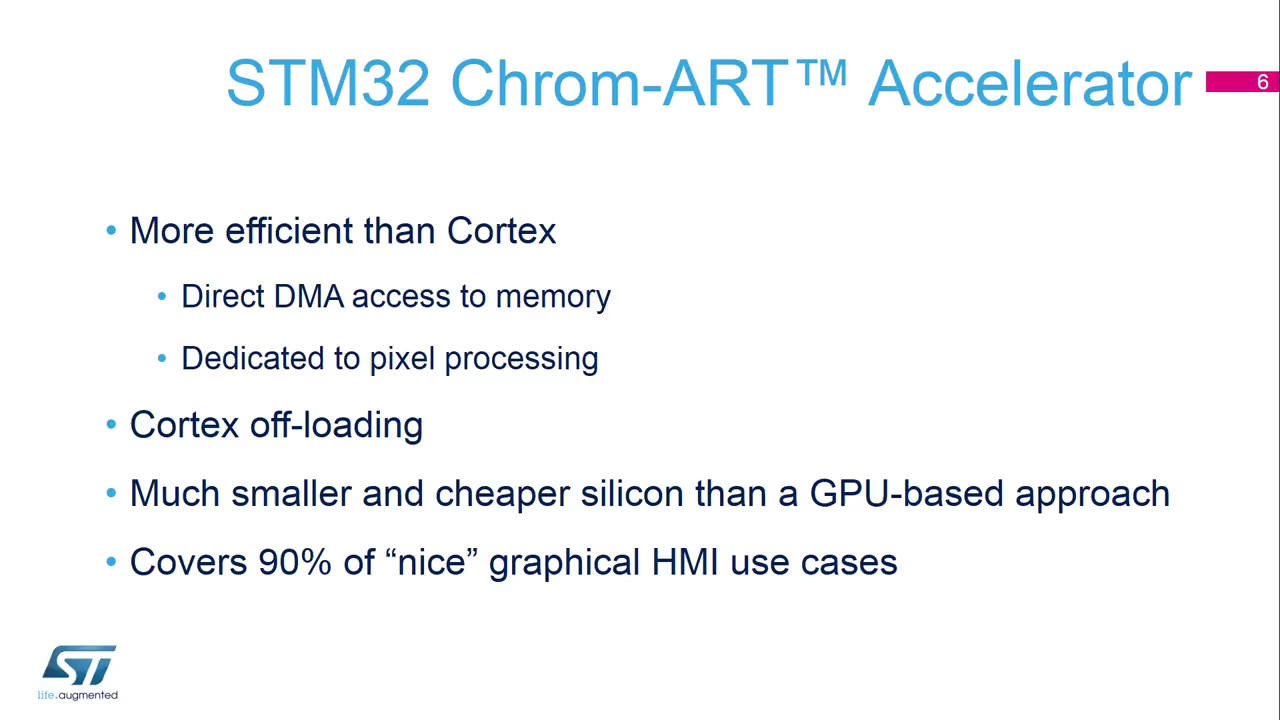 STM32 Chrom-ART™ Accelerator
6
• More efficient than Cortex
• Direct DMA access to memory
• Dedicated to pixel processing
• Cortex off-loading
• Much smaller and cheaper silicon than a GPU-based approach
• Covers 90% of “nice” graphical HMI use cases
ST
life.augmented